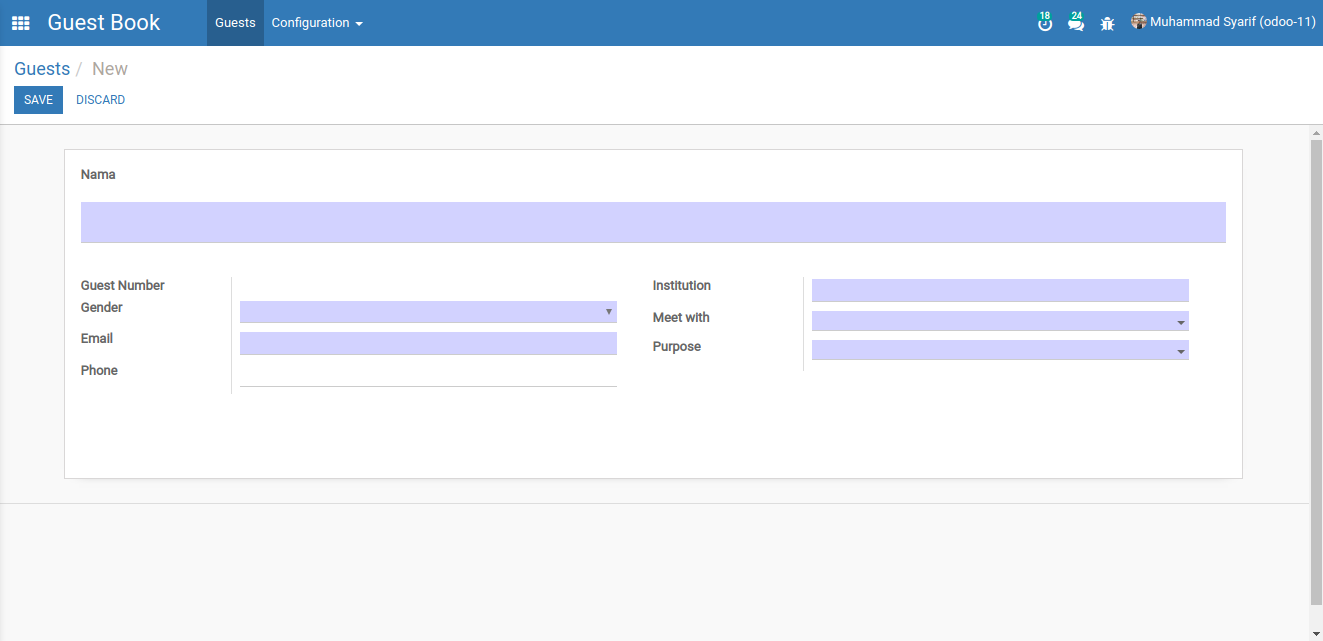 Guest Book Guests Configuration 18 24 Muhammad Syarif (odoo-11)
Guests / New
SAVE DISCARD
Nama
Guest Number
Gender
Email
Phone
Institution
Meet with
Purpose